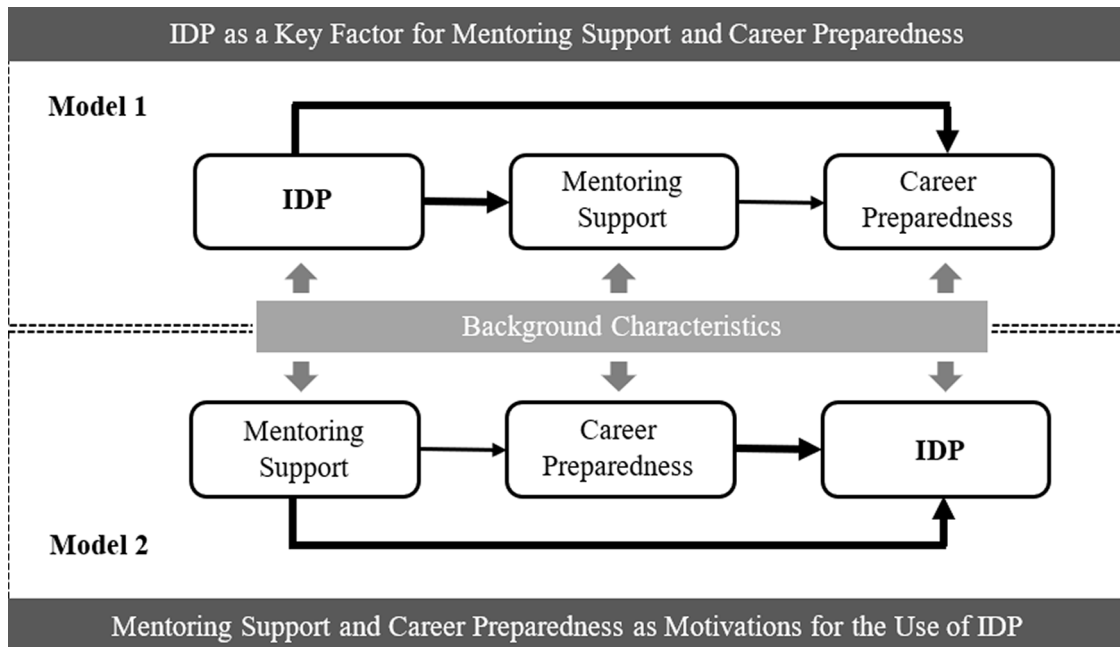 IDP as a Key Factor for Mentoring Support and Career Preparedness
Model 1
IDP
Mentoring
Support
Career
Preparedness
Background Characteristics
Mentoring
Support
Career
Preparedness
IDP
Model 2
Mentoring Support and Career Preparedness as Motivations for the Use of IDP